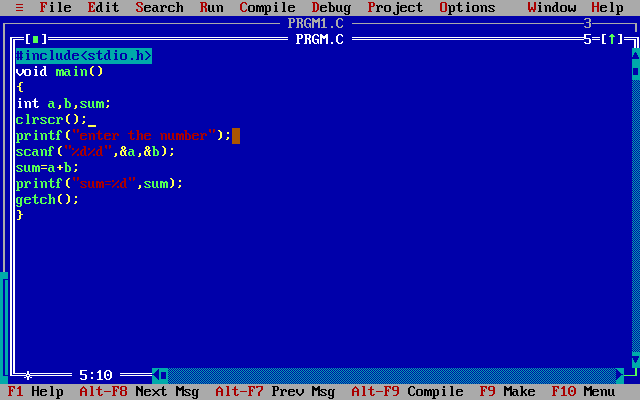 ≡ File Edit Search Run Compile Debug Project Options Window Help
PRGM1.C 3
[■] PRGM.C 5=[↑]
#include<stdio.h>
void main()
{
int a,b,sum;
clrscr();_
printf("enter the number");
scanf("%d%d",&a,&b);
sum=a+b;
printf("sum=%d",sum);
getch();
}
5:10
F1 Help Alt-F8 Next Msg Alt-F7 Prev Msg Alt-F9 Compile F9 Make F10 Menu